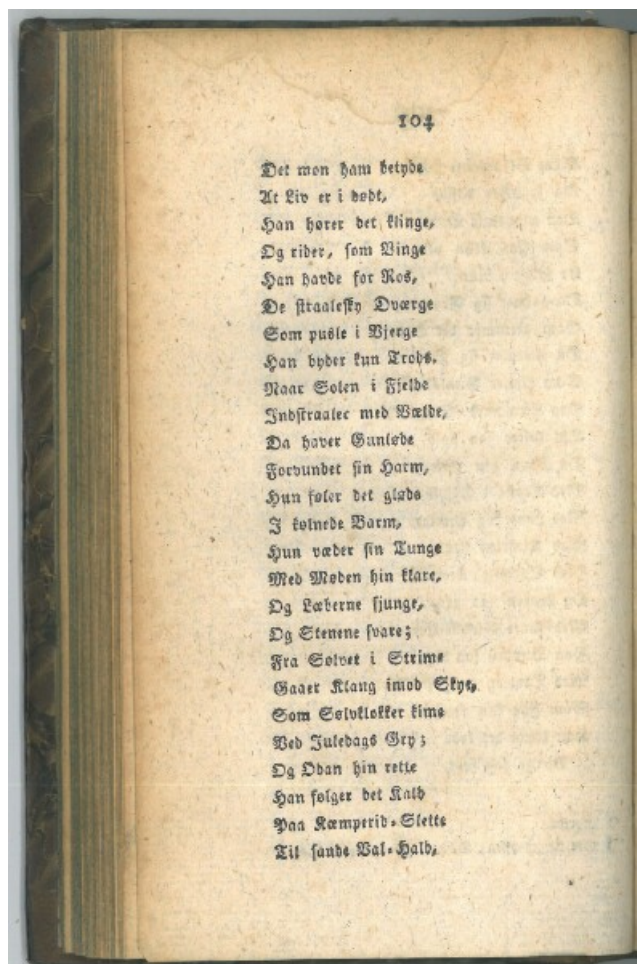 104
Det mon ham betyde
At Liv er i dødt,
Han hører det klinge,
Og rider, som Vinge
Han havde for Ros,
De straalesky Dværge
Som pusle i Bjerge
Han byder kun Trods.
Naar Solen i Fjelde
Indstraaler med Vælde,
Da haver Gunløde
Forvundet sin Harm,
Hun føler det gløde
I kølnede Barm,
Hun væder sin Tunge
Med Møden hin klare,
Og Læberne sjunge,
Og Stenene svare;
Fra Sølvet i Strime
Gaaer Klang imod Skye,
Som Sølvklokker kime
Ved Juledags Gry;
Og Odan hin rette
Han følger det Kald
Paa Kæmperid-Slette
Til sande Val-Hald,